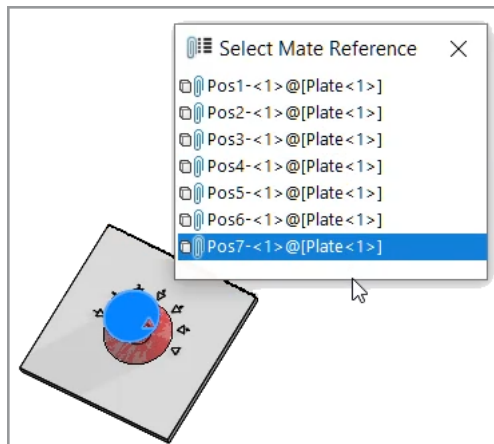 Select Mate Reference
Pos1-<1>@[Plate<1>]
Pos2-<1>@[Plate<1>]
Pos3-<1>@[Plate<1>]
Pos4-<1>@[Plate<1>]
Pos5-<1>@[Plate<1>]
Pos6-<1>@[Plate<1>]
Pos7-<1>@[Plate<1>]